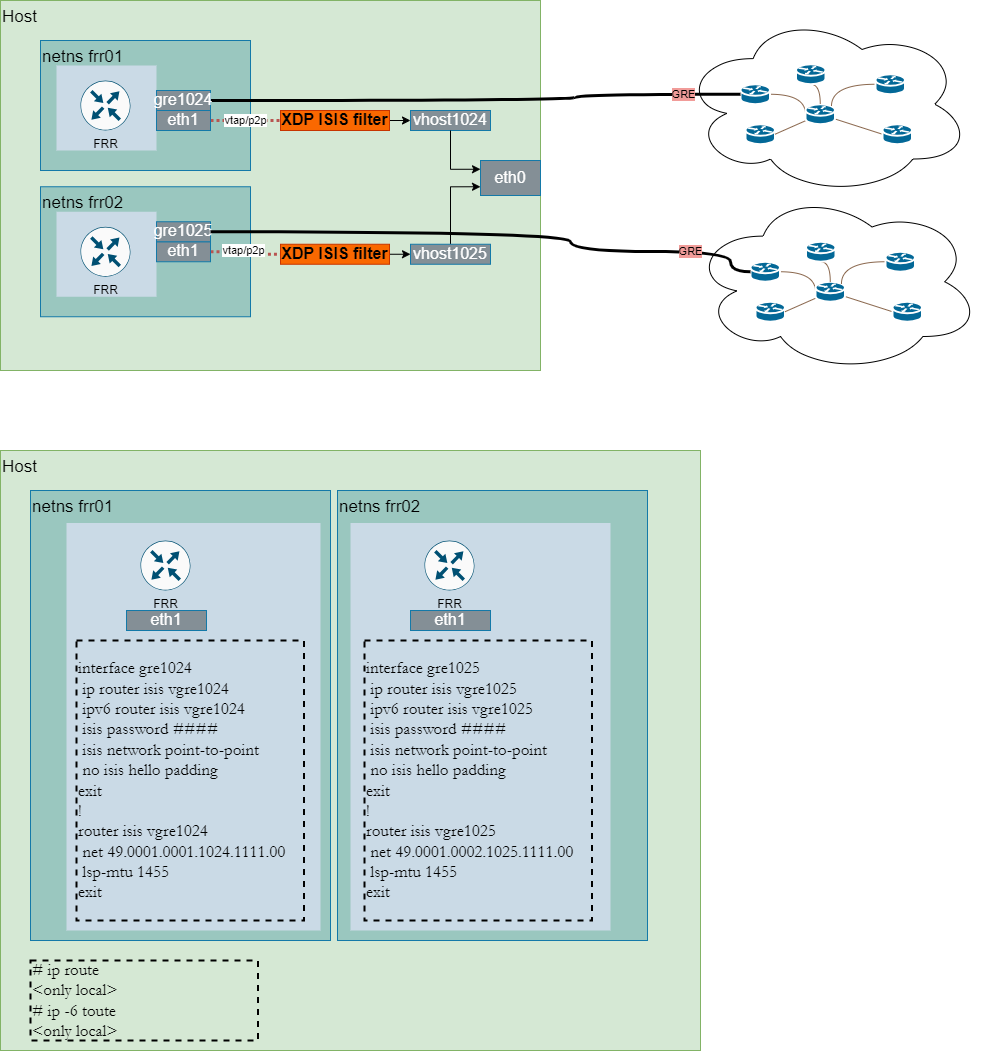 Host
netns frr01
FRR
gre1024
eth1
vtap/p2p
XDP ISIS filter
vhost1024
GRE
eth0
netns frr02
FRR
gre1025
eth1
vtap/p2p
XDP ISIS filter
vhost1025
GRE
Host
netns frr01
FRR
eth1
interface gre1024
ip router isis vgre1024
ipv6 router isis vgre1024
isis password ####
isis network point-to-point
no isis hello padding
exit
!
router isis vgre1024
net 49.0001.0001.1024.1111.00
lsp-mtu 1455
exit
netns frr02
FRR
eth1
interface gre1025
ip router isis vgre1025
ipv6 router isis vgre1025
isis password ####
isis network point-to-point
no isis hello padding
exit
!
router isis vgre1025
net 49.0001.0002.1025.1111.00
lsp-mtu 1455
exit
# ip route
<only local>
# ip -6 toute
<only local>